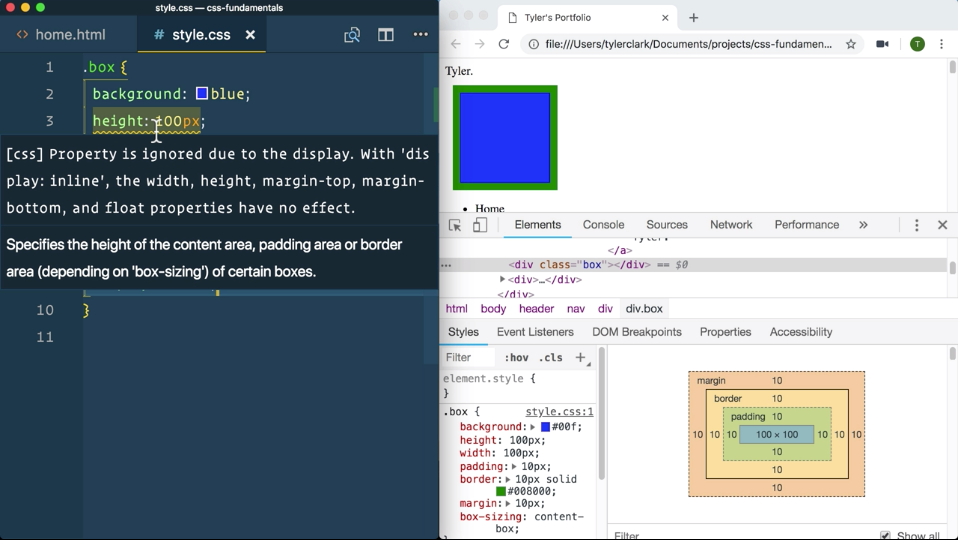 style.css — css-fundamentals
<> home.html
# style.css ×
1 .box {
2 background: blue;
3 height: 100px;
[css] Property is ignored due to the display. With 'dis
play: inline', the width, height, margin-top, margin-
bottom, and float properties have no effect.
Specifies the height of the content area, padding area or border
area (depending on 'box-sizing') of certain boxes.
10 }
11
Tyler's Portfolio
file:///Users/tylerclark/Documents/projects/css-fundamen...
T
Tyler.
• Home
Elements Console Sources Network Performance »
Tyler.
</a>
... <div class="box"></div> == $0
<div>…</div>
</div>
html body header nav div div.box
Styles Event Listeners DOM Breakpoints Properties Accessibility
Filter :hov .cls +
element.style {
}
.box { style.css:1
background: #00f;
height: 100px;
width: 100px;
padding: 10px;
border: 10px solid
#008000;
margin: 10px;
box-sizing: content-
box;
margin 10
border 10
padding 10
10 10 10 100 × 100 10 10 10
10
10
10
Filter Show all